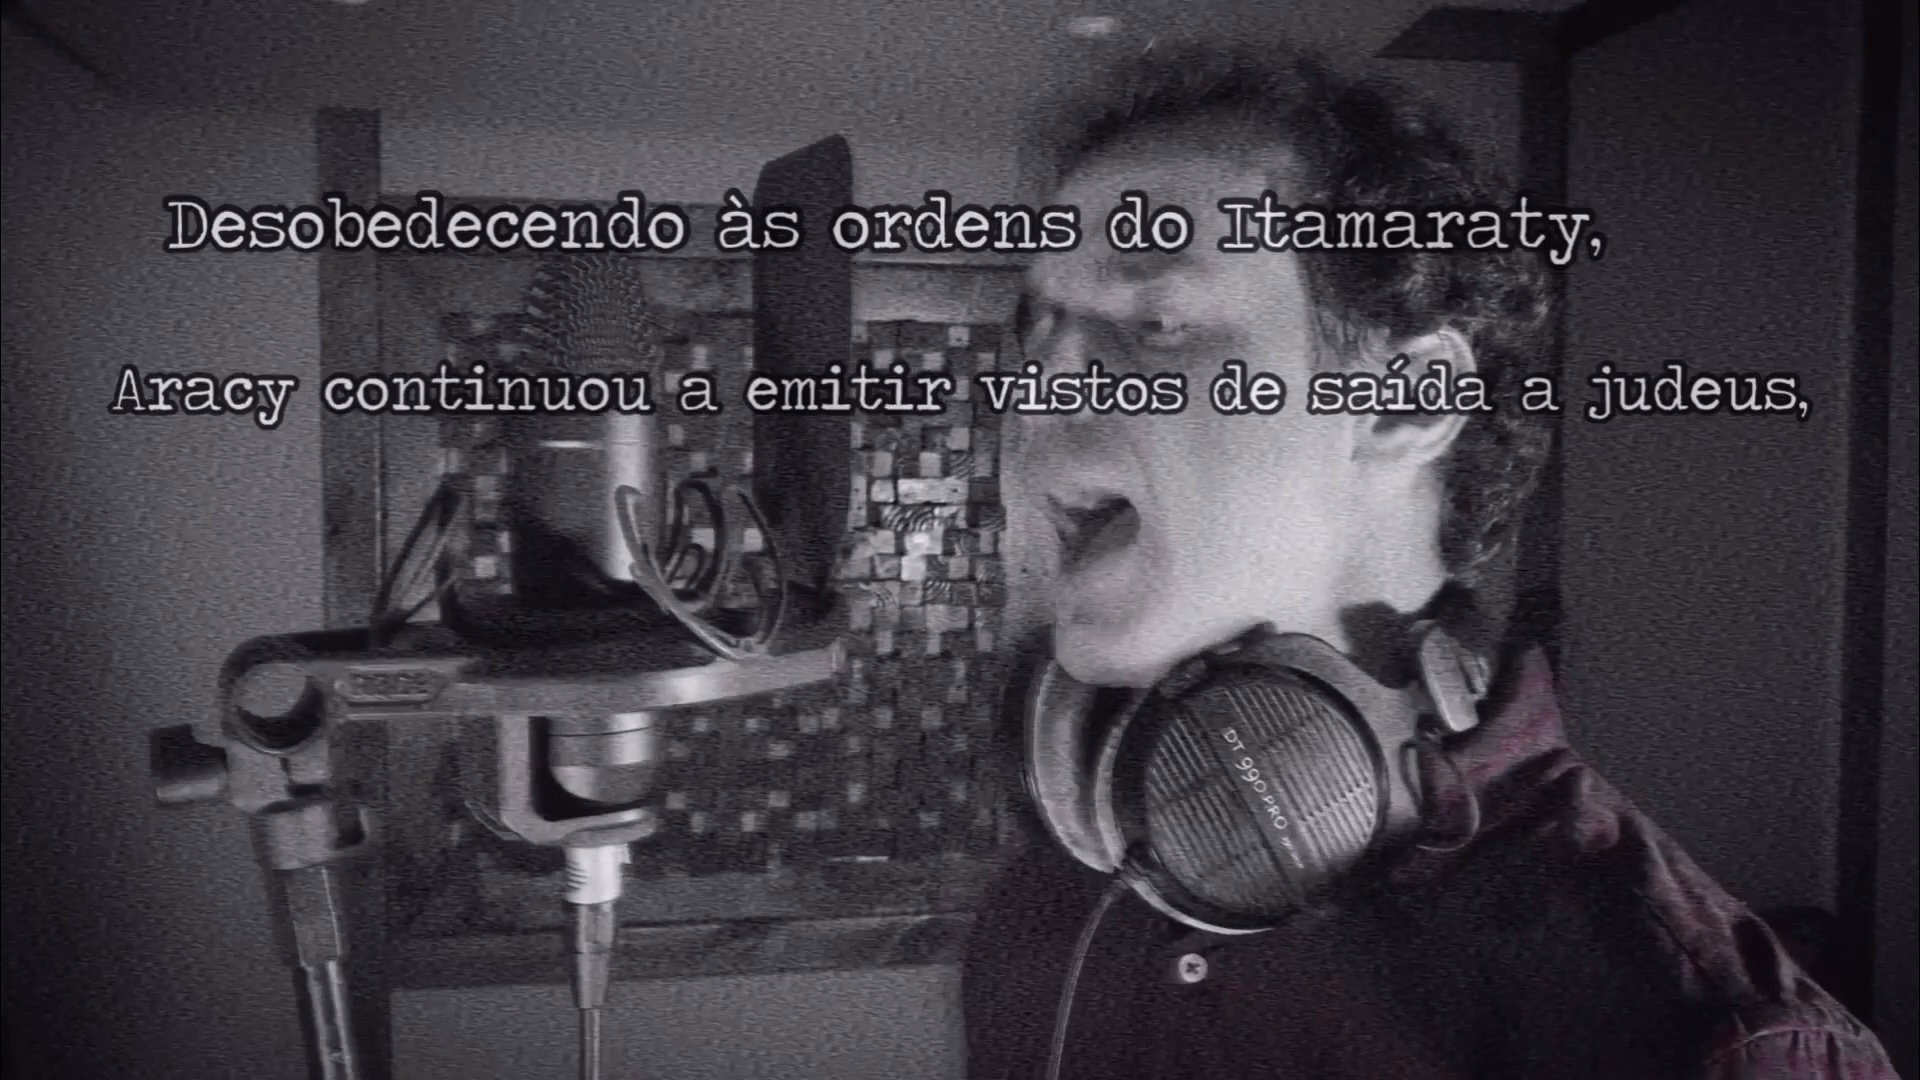 Desobedecendo às ordens do Itamaraty,
Aracy continuou a emitir vistos de saída a judeus,
DT 990 PRO